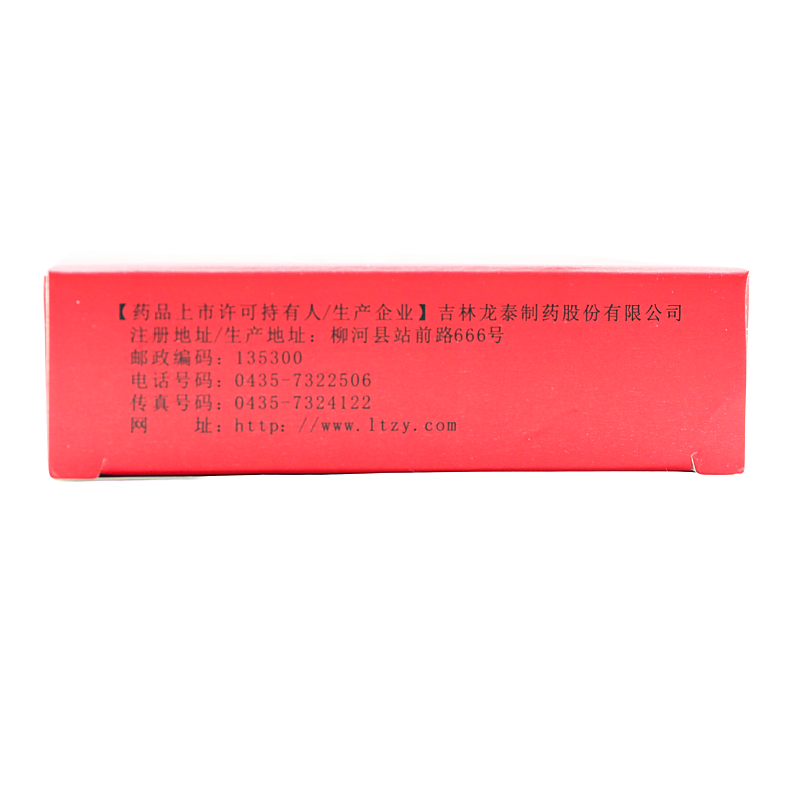 【药品上市许可持有人/生产企业】吉林龙泰制药股份有限公司
注册地址/生产地址：柳河县站前路666号
邮政编码：135300
电话号码：0435-7322506
传真号码：0435-7324122
网　　址：http：//www.ltzy.com